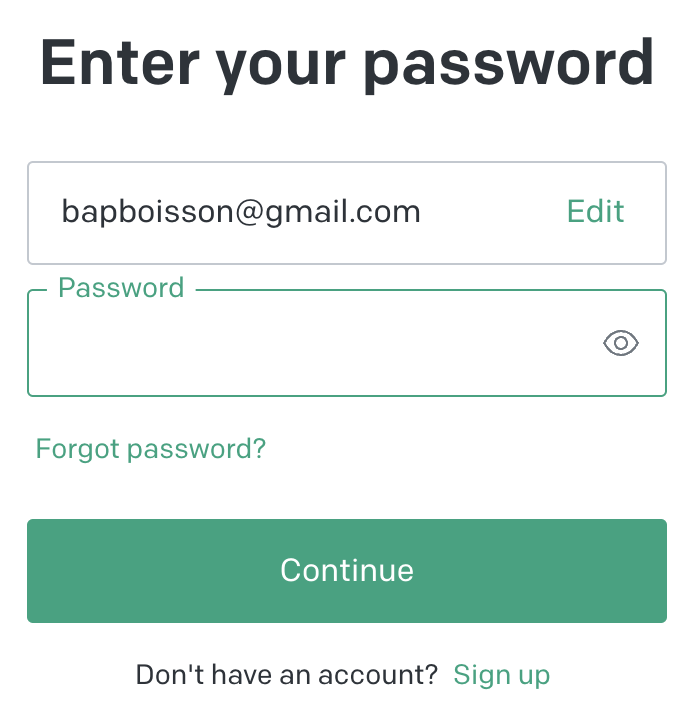 Enter your password
bapboisson@gmail.com Edit
Password
Forgot password?
Continue
Don't have an account? Sign up